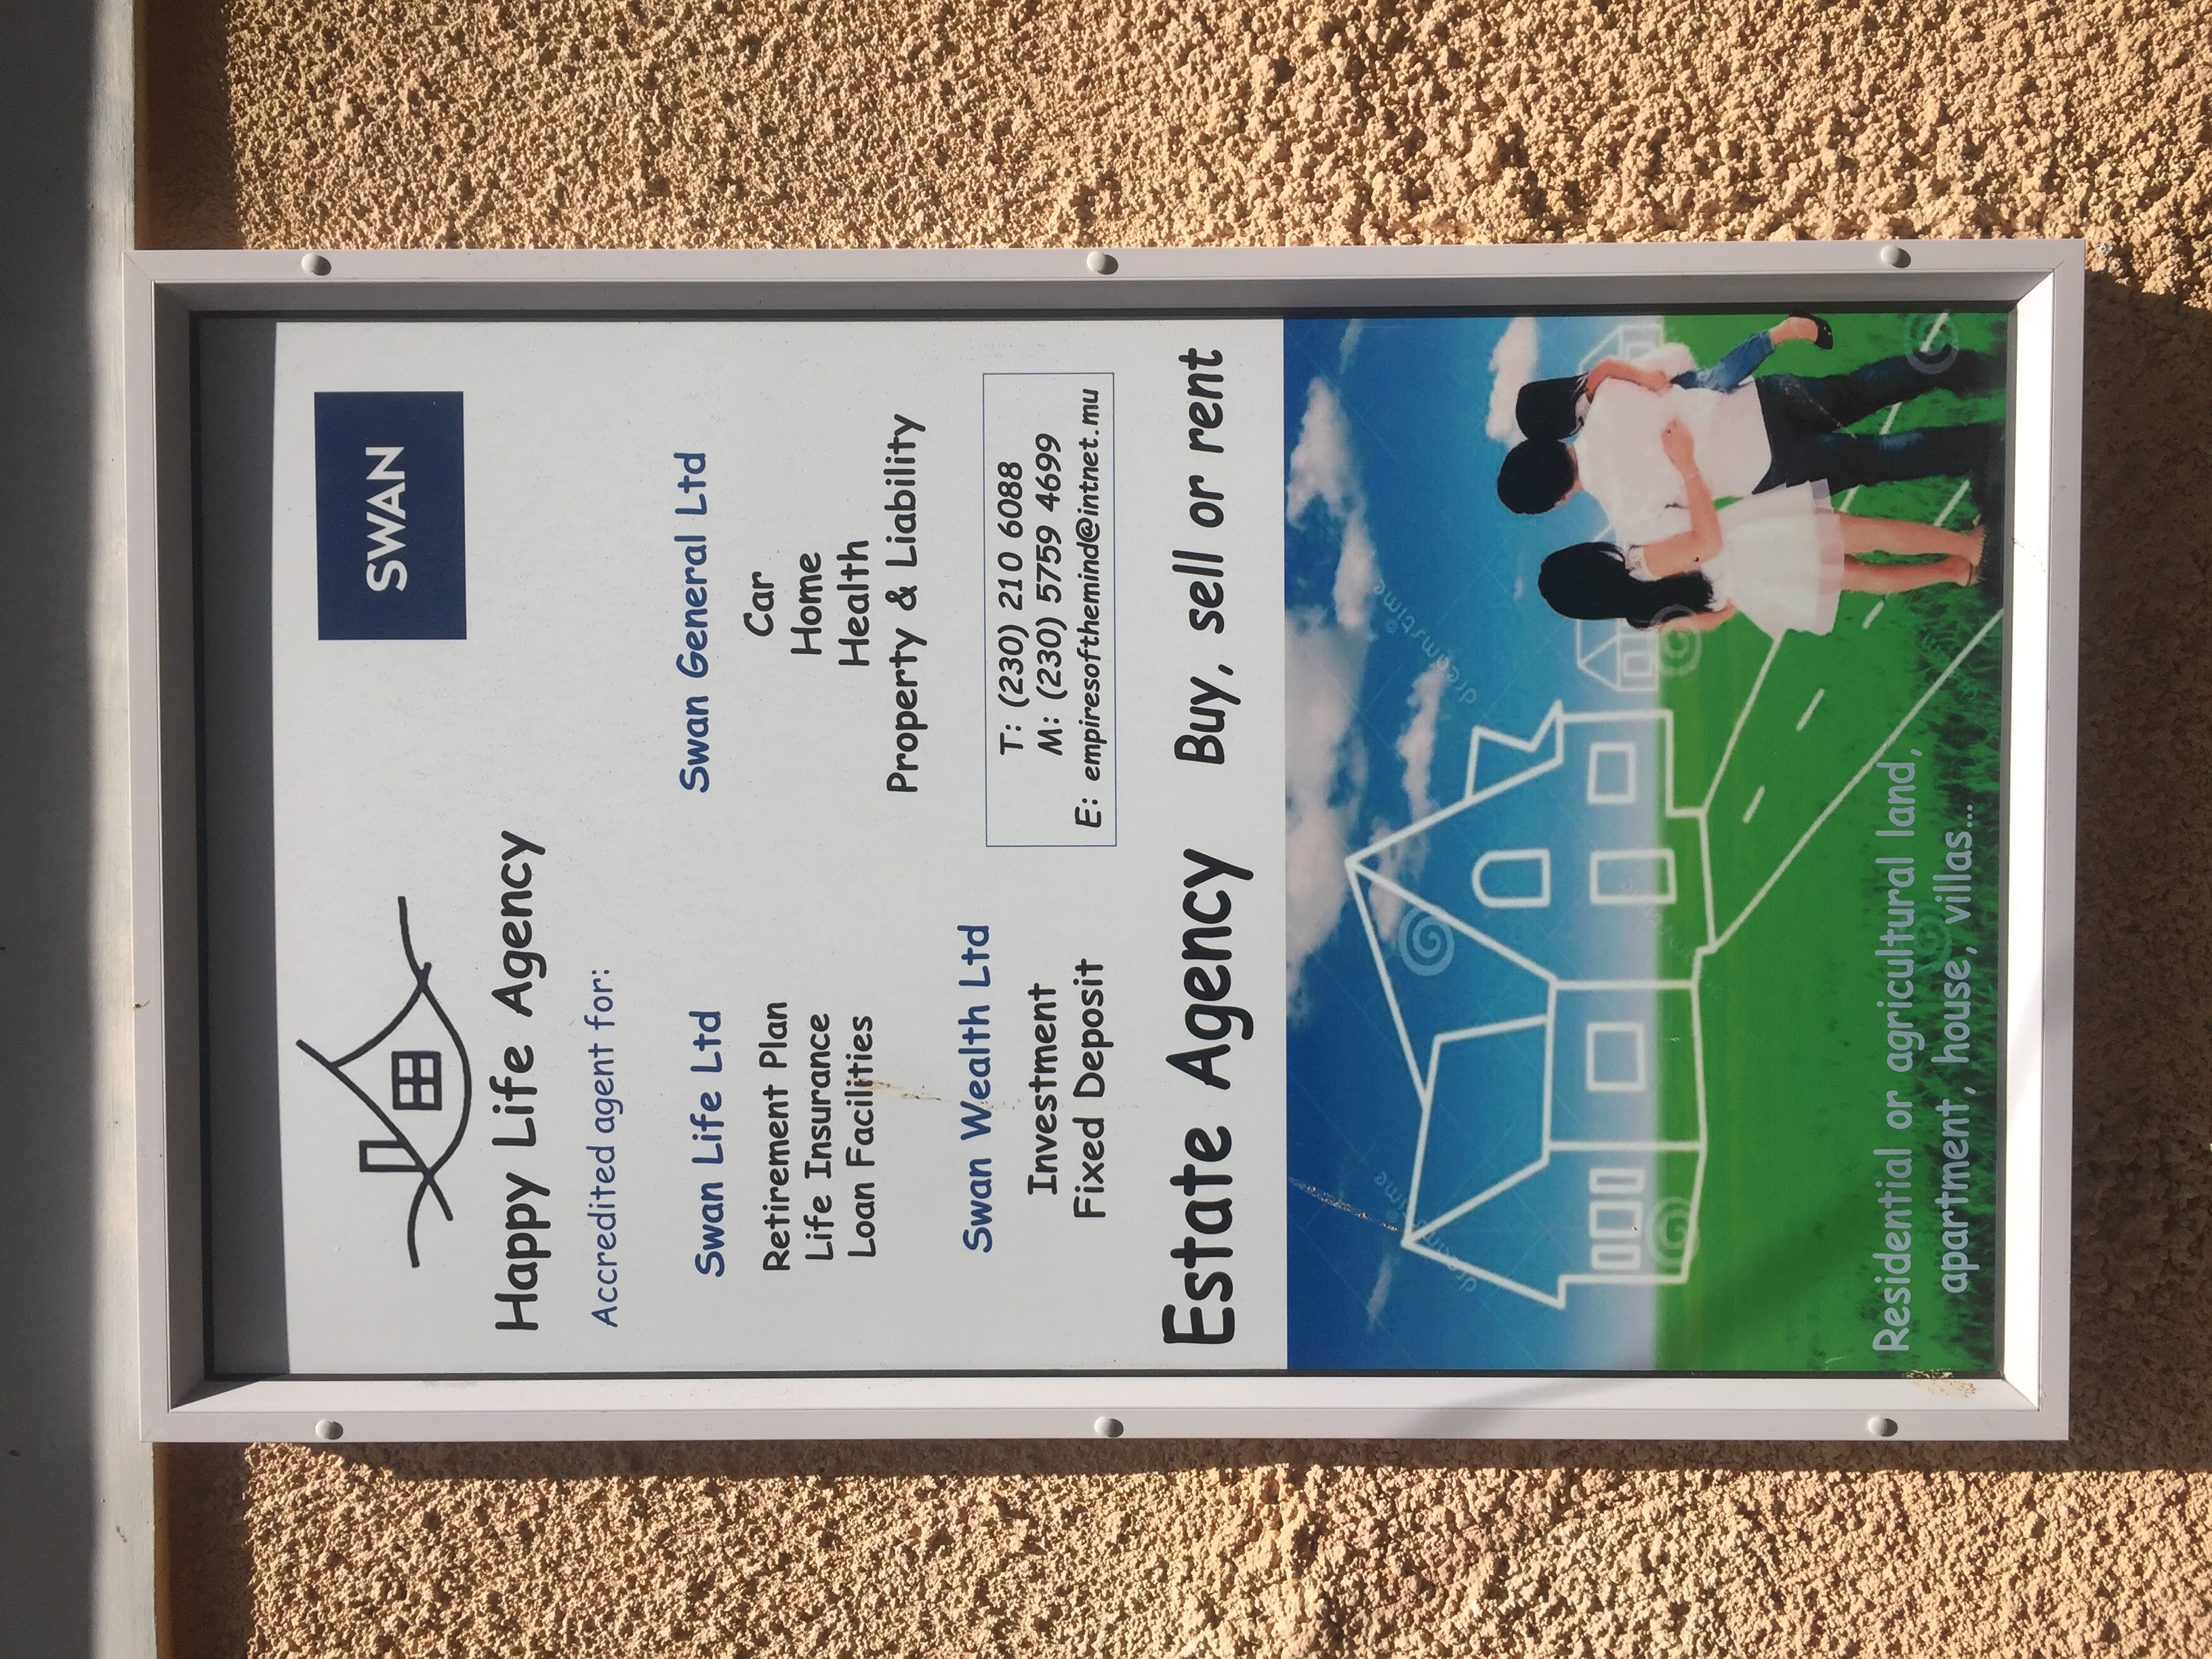 SWAN
Happy Life Agency
Accredited agent for:
Swan Life Ltd
Retirement Plan
Life Insurance
Loan Facilities
Swan General Ltd
Car
Home
Health
Property & Liability
Swan Wealth Ltd
Investment
Fixed Deposit
T: (230) 210 6088
M: (230) 5759 4699
E: empiresofthemind@intnet.mu
Estate Agency Buy, sell or rent
dreamstime
Residential or agricultural land,
apartment, house, villas...